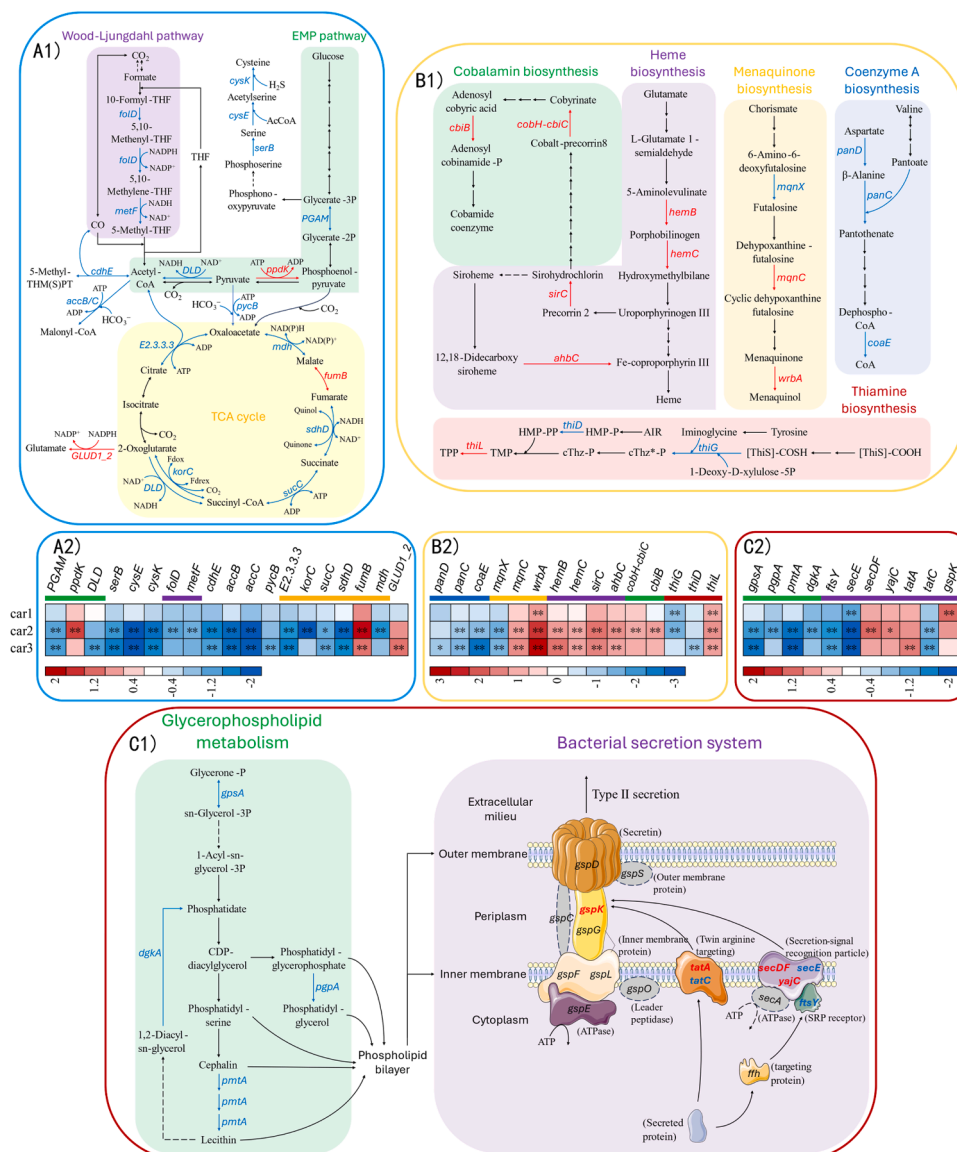 A1)
Wood-Ljungdahl pathway
EMP pathway
CO2
Formate
10-Formyl-THF
folD
5,10-
Methenyl-THF
folD
NADPH
NADP+
5,10-
Methylene-THF
metF
NADH
NAD+
5-Methyl-THF
CO
THF
Cysteine
cysK
H2S
Acetylserine
cysE
AcCoA
Serine
serB
Phosphoserine
Phosphono-
oxypyruvate
Glucose
Glycerate -3P
PGAM
Glycerate -2P
Phosphoenol-
pyruvate
5-Methyl-
THM(S)PT
cdhE
Acetyl-
CoA
NADH
NAD+
DLD
CO2
Pyruvate
ATP
ADP
ppdK
accB/C
ATP
ADP
HCO3−
Malonyl-CoA
HCO3−
ATP
pycB
ADP
CO2
Oxaloacetate
NAD(P)H
NAD(P)+
mdh
E2.3.3.3
ADP
ATP
Malate
Citrate
fumB
Fumarate
Isocitrate
TCA cycle
Quinol
NADH
sdhD
NAD+
Quinone
CO2
NADP+
NADPH
Glutamate
GLUD1_2
2-Oxoglutarate
Succinate
Fdox
korC
Fdrex
CO2
NAD+
DLD
NADH
Succinyl -CoA
sucC
ATP
ADP
B1)
Cobalamin biosynthesis
Heme
biosynthesis
Menaquinone
biosynthesis
Coenzyme A
biosynthesis
Adenosyl
cobyric acid
Cobyrinate
cbiB
cobH-cbiC
Adenosyl
cobinamide -P
Cobalt-precorrin8
Cobamide
coenzyme
Glutamate
L-Glutamate 1 -
semialdehyde
5-Aminolevulinate
hemB
Porphobilinogen
hemC
Hydroxymethylbilane
Siroheme
Sirohydrochlorin
sirC
Precorrin 2
Uroporphyrinogen III
12,18-Didecarboxy
siroheme
ahbC
Fe-coproporphyrin III
Heme
Chorismate
6-Amino-6-
deoxyfutalosine
mqnX
Futalosine
Dehypoxanthine -
futalosine
mqnC
Cyclic dehypoxanthine
futalosine
Menaquinone
wrbA
Menaquinol
Valine
Aspartate
panD
Pantoate
β-Alanine
panC
Pantothenate
Dephospho-
CoA
coaE
CoA
Thiamine
biosynthesis
HMP-PP
thiD
HMP-P
AIR
Iminoglycine
Tyrosine
TPP
thiL
TMP
cThz-P
cThz*-P
thiG
[ThiS]-COSH
[ThiS]-COOH
1-Deoxy-D-xylulose -5P
A2)
PGAM
ppdK
DLD
serB
cysE
cysK
folD
metF
cdhE
accB
accC
pycB
E2.3.3.3
korC
sucC
sdhD
fumB
mdh
GLUD1_2
car1
car2
car3
2
1.2
0.4
-0.4
-1.2
-2
B2)
panD
panC
coaE
mqnX
mqnC
wrbA
hemB
hemC
sirC
ahbC
cobH-cbiC
cbiB
thiG
thiD
thiL
3
2
1
0
-1
-2
-3
C2)
gpsA
pgpA
pmtA
dgkA
ftsY
secE
secDF
yajC
tatA
tatC
gspK
2
1.2
0.4
-0.4
-1.2
-2
C1)
Glycerophospholipid
metabolism
Bacterial secretion system
Glycerone -P
gpsA
sn-Glycerol -3P
1-Acyl-sn-
glycerol -3P
Phosphatidate
dgkA
CDP-
diacylglycerol
Phosphatidyl -
glycerophosphate
pgpA
Phosphatidyl -
serine
Phosphatidyl -
glycerol
1,2-Diacyl-
sn-glycerol
Cephalin
pmtA
pmtA
pmtA
Lecithin
Phospholipid
bilayer
Extracellular
milieu
Type II secretion
(Secretin)
Outer membrane
gspD
gspS
(Outer membrane
protein)
Periplasm
gspC
gspK
gspG
(Inner membrane
protein)
(Twin arginine
targeting)
(Secretion-signal
recognition particle)
Inner membrane
gspF
gspL
gspO
tatA
tatC
secDF
secE
yajC
secA
ftsY
Cytoplasm
gspE
(Leader
peptidase)
ATP
(ATPase)
ATP
(ATPase)
(SRP receptor)
ffh
(targeting
protein)
(Secreted
protein)